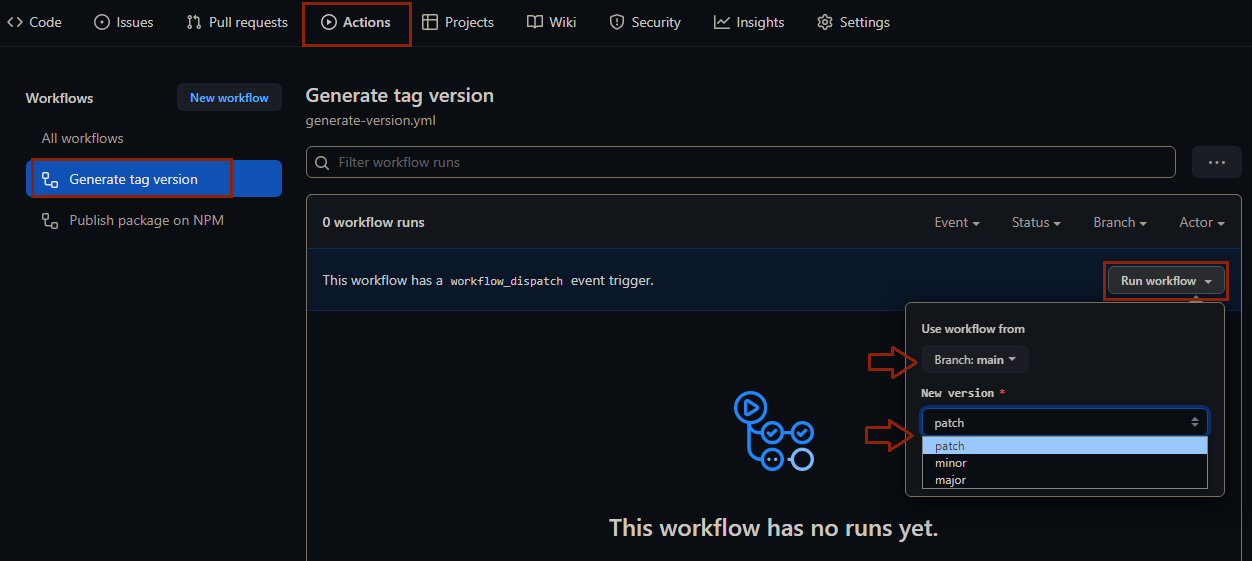 Code Issues Pull requests Actions Projects Wiki Security Insights Settings
Workflows
New workflow
All workflows
Generate tag version
Publish package on NPM
Generate tag version
generate-version.yml
Filter workflow runs
0 workflow runs
Event Status Branch Actor
This workflow has a workflow_dispatch event trigger.
Run workflow
Use workflow from
Branch: main
New version *
patch
patch
minor
major
This workflow has no runs yet.